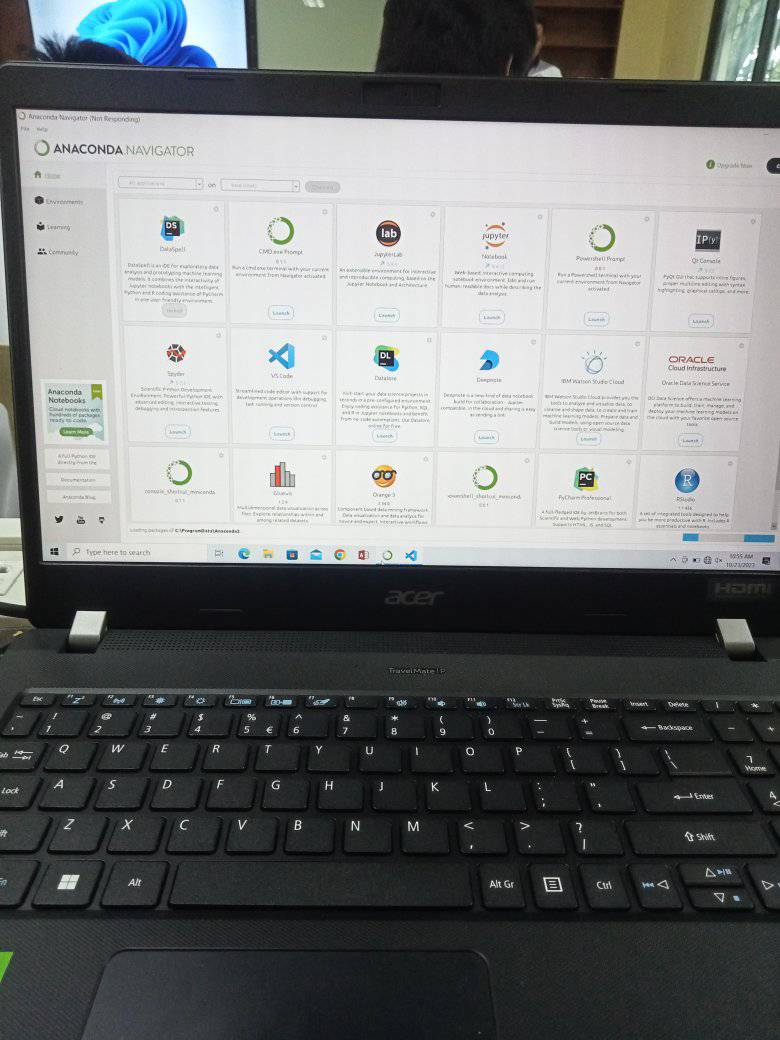 Anaconda Navigator (Not Responding)
File Help
ANACONDA.NAVIGATOR
Upgrade Now
Home
All applications
on
base (root)
Channels
Environments
Learning
Community
DS
DataSpell
DataSpell is an IDE for exploratory data
analysis and prototyping machine learning
models. It combines the interactivity of
Jupyter notebooks with the intelligent
Python and R coding assistance of PyCharm
in one user-friendly environment.
Install
CMD.exe Prompt
0.1.1
Run a cmd.exe terminal with your current
environment from Navigator activated
Launch
lab
JupyterLab
An extensible environment for interactive
and reproducible computing, based on the
Jupyter Notebook and Architecture.
Launch
jupyter
Notebook
Web-based, interactive computing
notebook environment. Edit and run
human-readable docs while describing the
data analysis.
Launch
Powershell Prompt
0.0.1
Run a Powershell terminal with your
current environment from Navigator
activated
Launch
IP[y]:
Qt Console
PyQt GUI that supports inline figures,
proper multiline editing with syntax
highlighting, graphical calltips, and more.
Launch
Spyder
Scientific PYthon Development
EnviRonment. Powerful Python IDE with
advanced editing, interactive testing,
debugging and introspection features
Launch
VS Code
Streamlined code editor with support for
development operations like debugging,
task running and version control.
Launch
DL
Datalore
Kick-start your data science projects in
seconds in a pre-configured environment.
Enjoy coding assistance for Python, SQL,
and R in Jupyter notebooks and benefit
from no-code automations. Use Datalore
online for free.
Launch
Deepnote
Deepnote is a new kind of data notebook
built for collaboration — Jupyter
compatible, in the cloud and sharing is easy
as sending a link.
Launch
IBM Watson Studio Cloud
IBM Watson Studio Cloud provides you the
tools to analyze and visualize data, to
cleanse and shape data, to create and train
machine learning models. Prepare data and
build models, using open source data
science tools or visual modeling.
Launch
ORACLE
Cloud Infrastructure
Oracle Data Science Service
OCI Data Science offers a machine learning
platform to build, train, manage, and
deploy your machine learning models on
the cloud with your favorite open-source
tools
Launch
Anaconda
Notebooks
Cloud notebooks with
hundreds of packages
ready to code.
Learn More
A Full Python IDE
directly from the
Documentation
Anaconda Blog
console_shortcut_miniconda
0.1.1
Glueviz
1.2.4
Multidimensional data visualization across
files. Explore relationships within and
among related datasets.
Orange 3
Component based data mining framework.
Data visualization and data analysis for
novice and expert. Interactive workflows
powershell_shortcut_miniconda
0.0.1
PC
PyCharm Professional
A full-fledged IDE by JetBrains for both
Scientific and Web Python development.
Supports HTML, JS, and SQL.
R
RStudio
1.1.456
A set of integrated tools designed to help
you be more productive with R. Includes R
essentials and notebooks.
Loading packages of C:\ProgramData\Anaconda3
Type here to search
10:55 AM
10/23/2023
acer
HDMI
TravelMate P
Esc F1 F2 F3 F4 F5 F6 F7 F8 F9 F10 F11 F12 Scr Lk PrtSc SysRq Pause Break Insert Delete
~ ! 1 @ 2 # 3 $ 4 % 5 € ^ 6 & 7 * 8 ( 9 ) 0 _ - + = Backspace
Q W E R T Y U I O P { [ } ] | \ 7 Home
Lock A S D F G H J K L : ; " ' Enter 4
Z X C V B N M < , > . ? / Shift
Fn Alt Alt Gr Ctrl